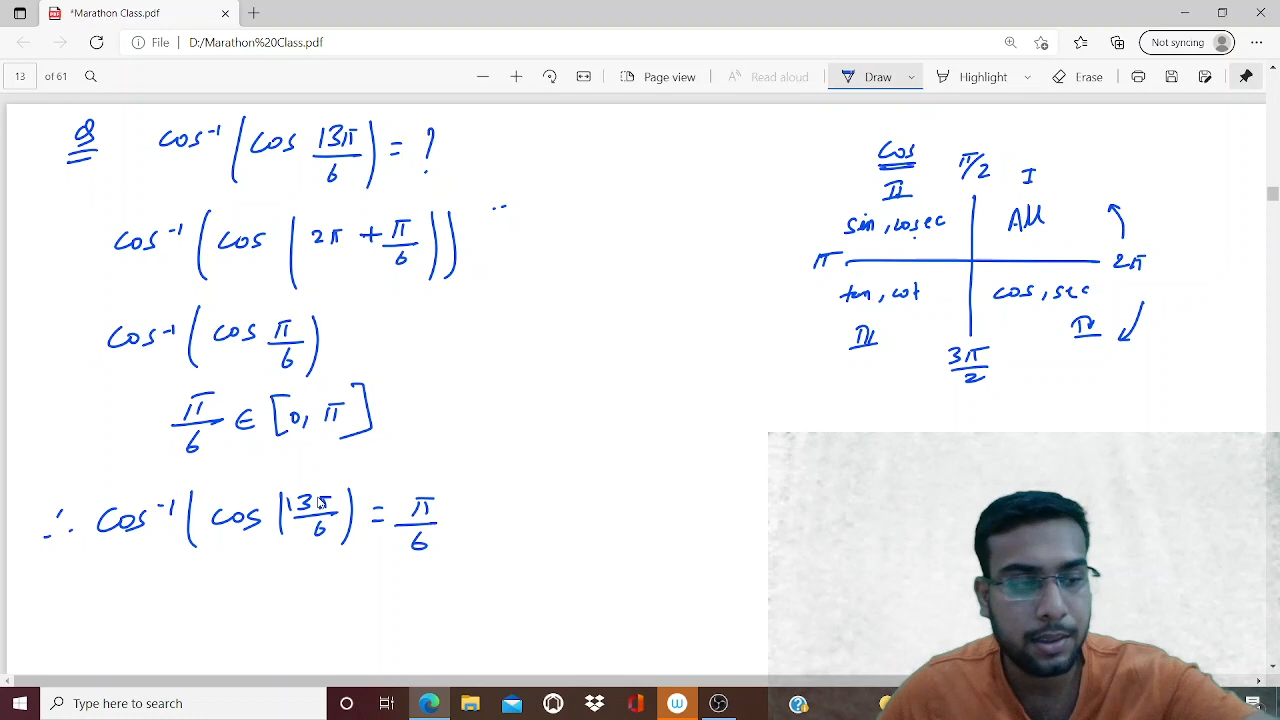 *Marathon Class.pdf
File D:/Marathon%20Class.pdf
Not syncing
13 of 61
Page view
Read aloud
Draw
Highlight
Erase
Q cos⁻¹(cos 13π/6) = ?
cos⁻¹(cos(2π + π/6))
cos⁻¹(cos π/6)
π/6 ∈ [0, π]
∴ cos⁻¹(cos(13π/6) = π/6
cos
π/2
II
I
sin, cosec
All
π
2π
tan, cot
cos, sec
III
IV
3π/2
Type here to search